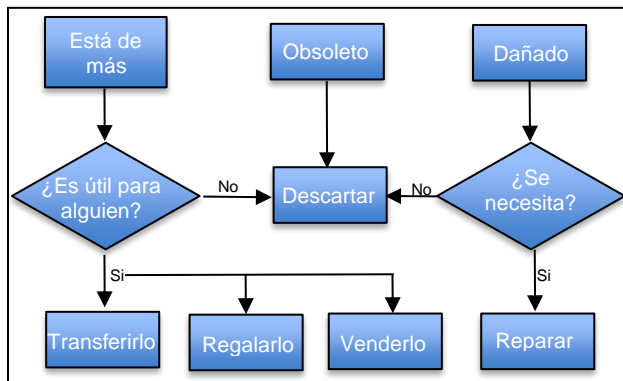 Está de
más
Obsoleto
Dañado
¿Es útil para
alguien?
No
Descartar
No
¿Se
necesita?
Si
Si
Transferirlo
Regalarlo
Venderlo
Reparar